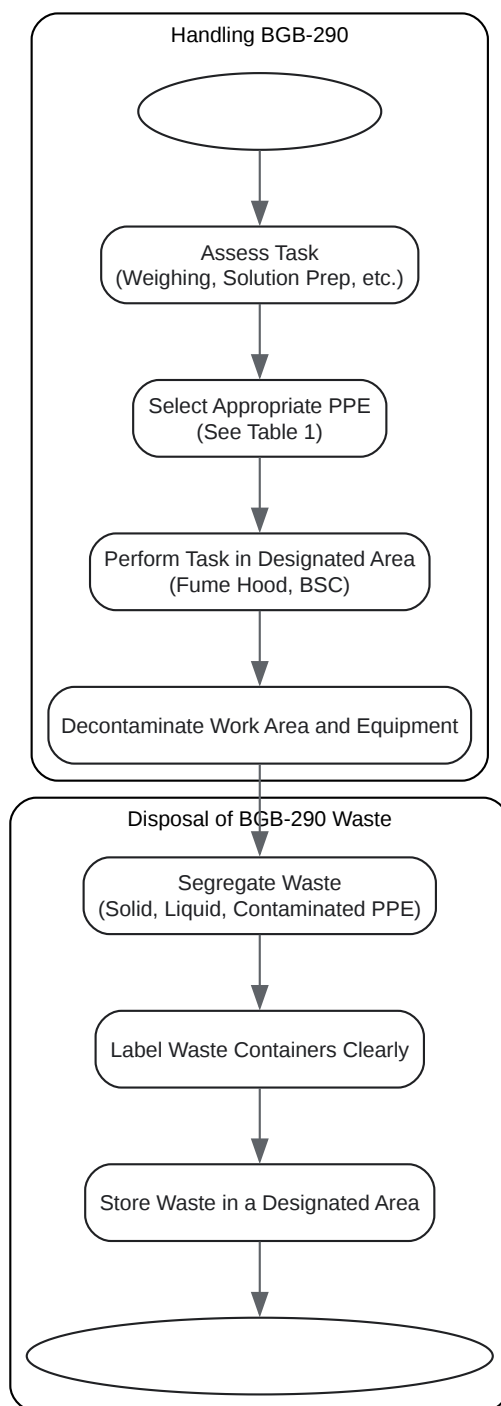 Handling BGB-290
Assess Task
(Weighing, Solution Prep, etc.)
Select Appropriate PPE
(See Table 1)
Perform Task in Designated Area
(Fume Hood, BSC)
Decontaminate Work Area and Equipment
Disposal of BGB-290 Waste
Segregate Waste
(Solid, Liquid, Contaminated PPE)
Label Waste Containers Clearly
Store Waste in a Designated Area